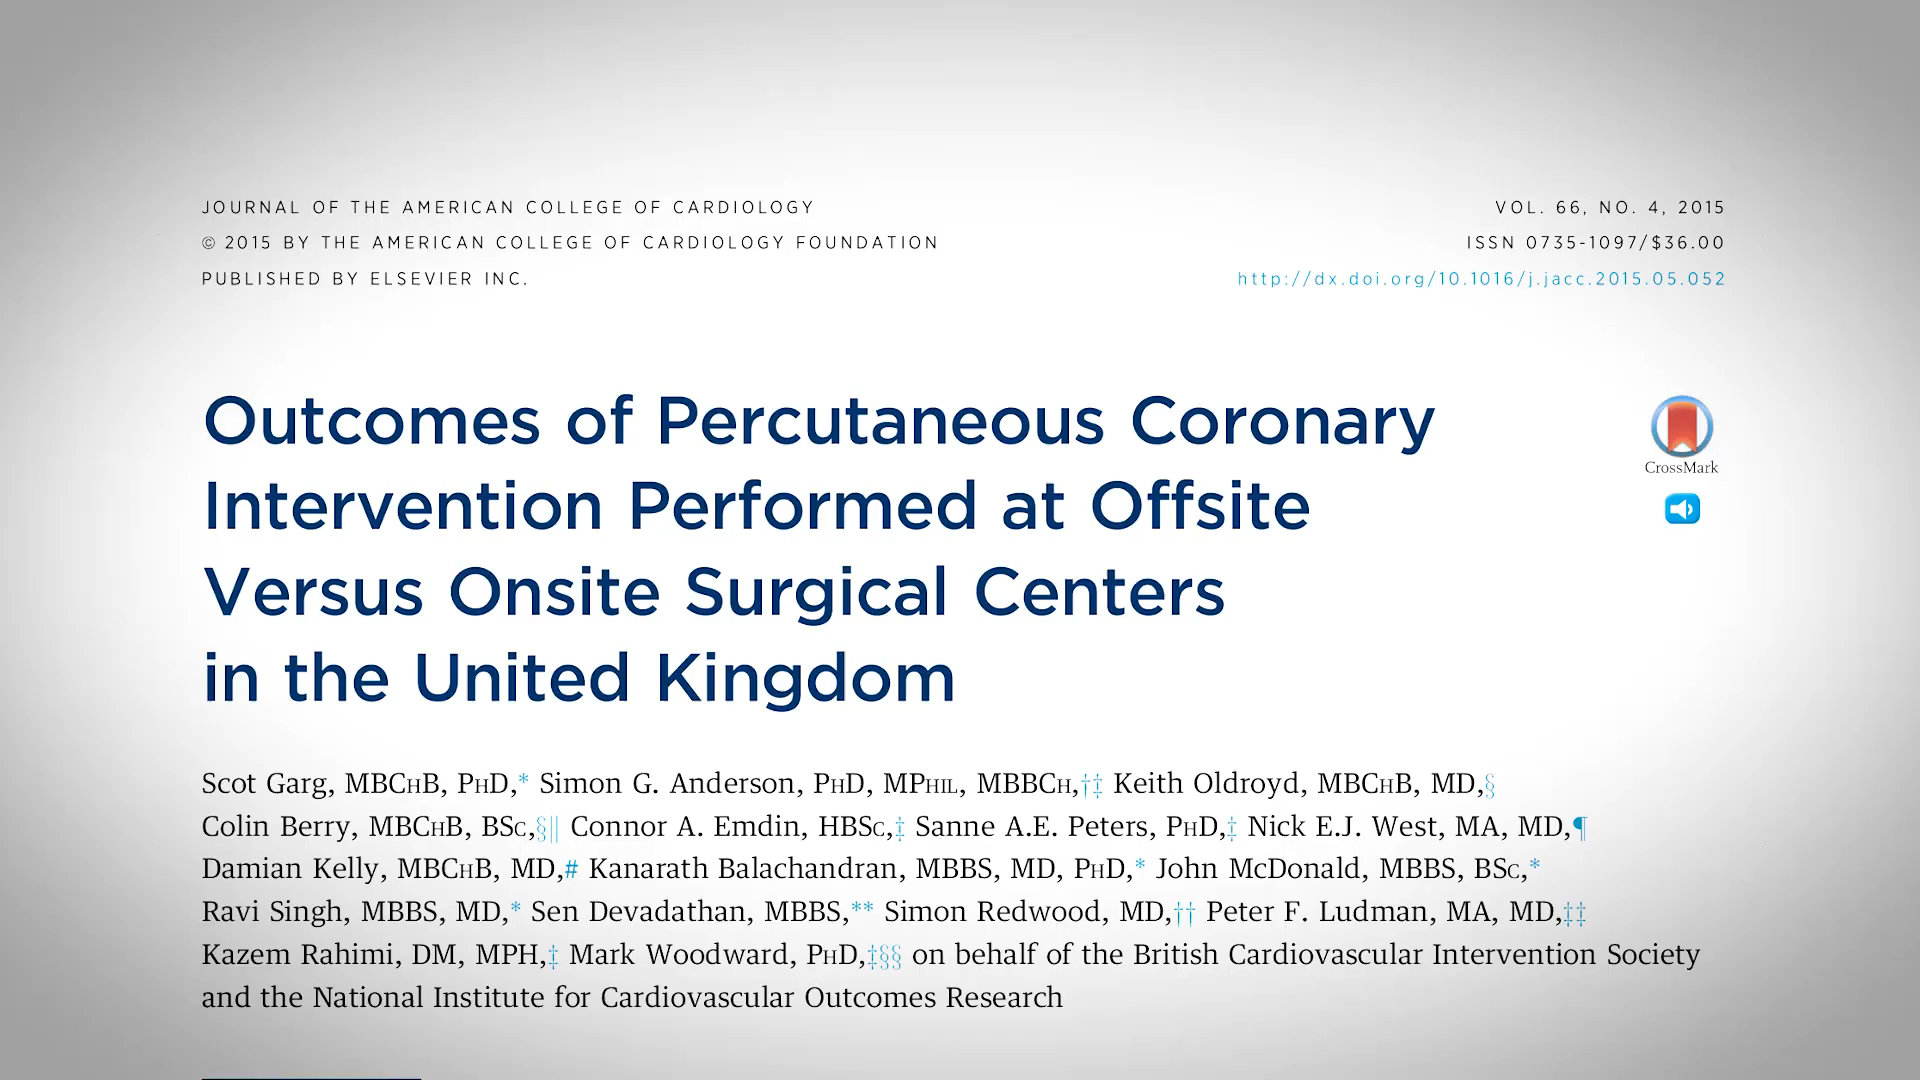 JOURNAL OF THE AMERICAN COLLEGE OF CARDIOLOGY
© 2015 BY THE AMERICAN COLLEGE OF CARDIOLOGY FOUNDATION
PUBLISHED BY ELSEVIER INC.
VOL. 66, NO. 4, 2015
ISSN 0735-1097/$36.00
http://dx.doi.org/10.1016/j.jacc.2015.05.052
Outcomes of Percutaneous Coronary
Intervention Performed at Offsite
Versus Onsite Surgical Centers
in the United Kingdom
CrossMark
Scot Garg, MBCHB, PHD,* Simon G. Anderson, PHD, MPHIL, MBBCH,†‡ Keith Oldroyd, MBCHB, MD,§
Colin Berry, MBCHB, BSC,§|| Connor A. Emdin, HBSC,‡ Sanne A.E. Peters, PHD,‡ Nick E.J. West, MA, MD,¶
Damian Kelly, MBCHB, MD,# Kanarath Balachandran, MBBS, MD, PHD,* John McDonald, MBBS, BSC,*
Ravi Singh, MBBS, MD,* Sen Devadathan, MBBS,** Simon Redwood, MD,†† Peter F. Ludman, MA, MD,‡‡
Kazem Rahimi, DM, MPH,‡ Mark Woodward, PHD,‡§§ on behalf of the British Cardiovascular Intervention Society
and the National Institute for Cardiovascular Outcomes Research